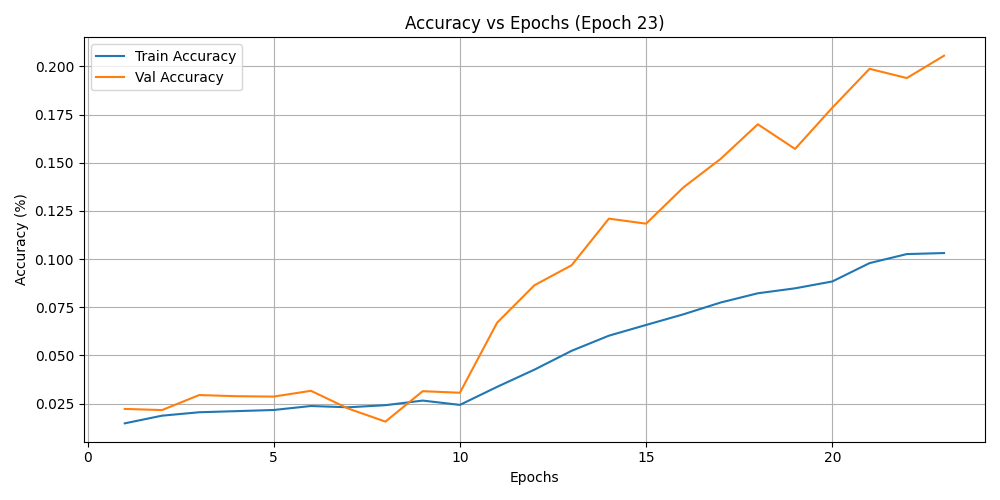 Accuracy vs Epochs (Epoch 23)
Train Accuracy
Val Accuracy
0.200
0.175
0.150
0.125
0.100
0.075
0.050
0.025
Accuracy (%)
0 5 10 15 20
Epochs